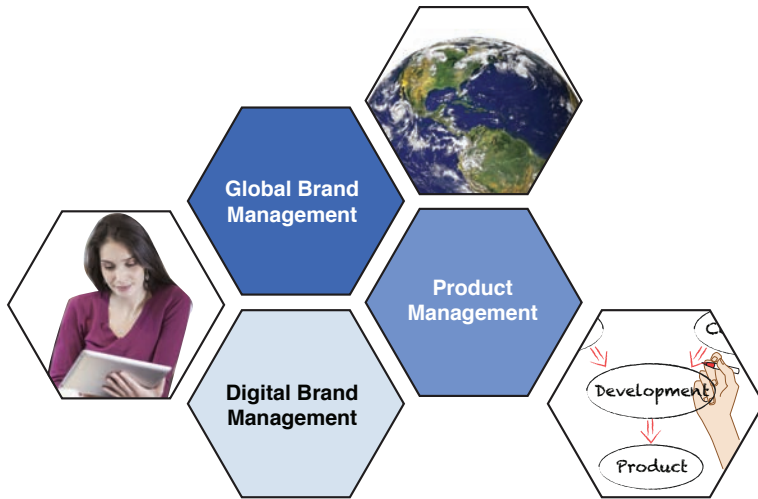 Global Brand
Management
Product
Management
Digital Brand
Management
Development
Product